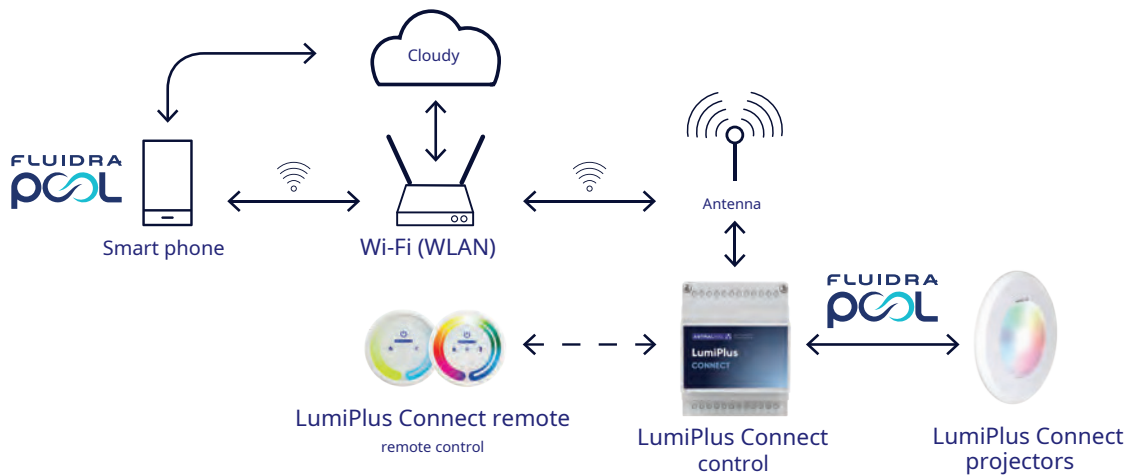 Cloudy
FLUIDRA
POOL
Antenna
Smart phone
Wi-Fi (WLAN)
FLUIDRA
POOL
ASTRALPOOL
LumiPlus
CONNECT
LumiPlus Connect remote
remote control
LumiPlus Connect
control
LumiPlus Connect
projectors